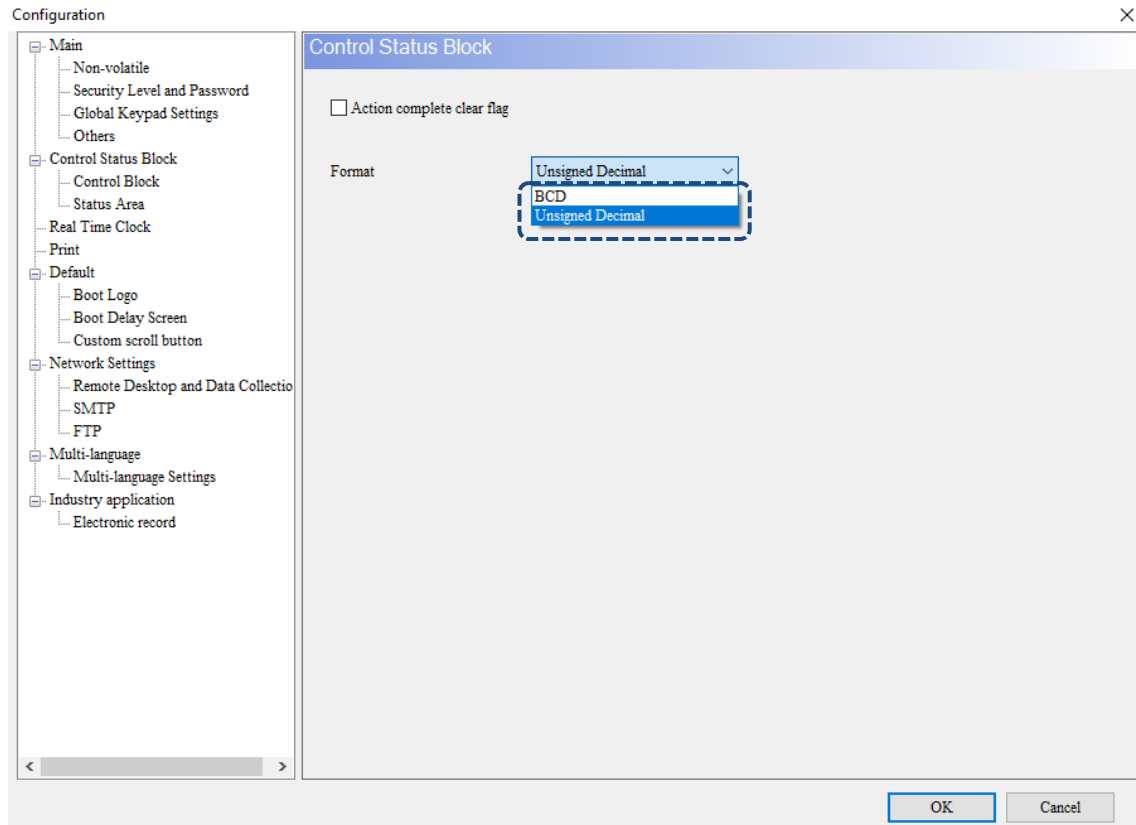 Configuration
Main
Non-volatile
Security Level and Password
Global Keypad Settings
Others
Control Status Block
Control Block
Status Area
Real Time Clock
Print
Default
Boot Logo
Boot Delay Screen
Custom scroll button
Network Settings
Remote Desktop and Data Collectio
SMTP
FTP
Multi-language
Multi-language Settings
Industry application
Electronic record
Control Status Block
Action complete clear flag
Format
Unsigned Decimal
BCD
Unsigned Decimal
OK
Cancel